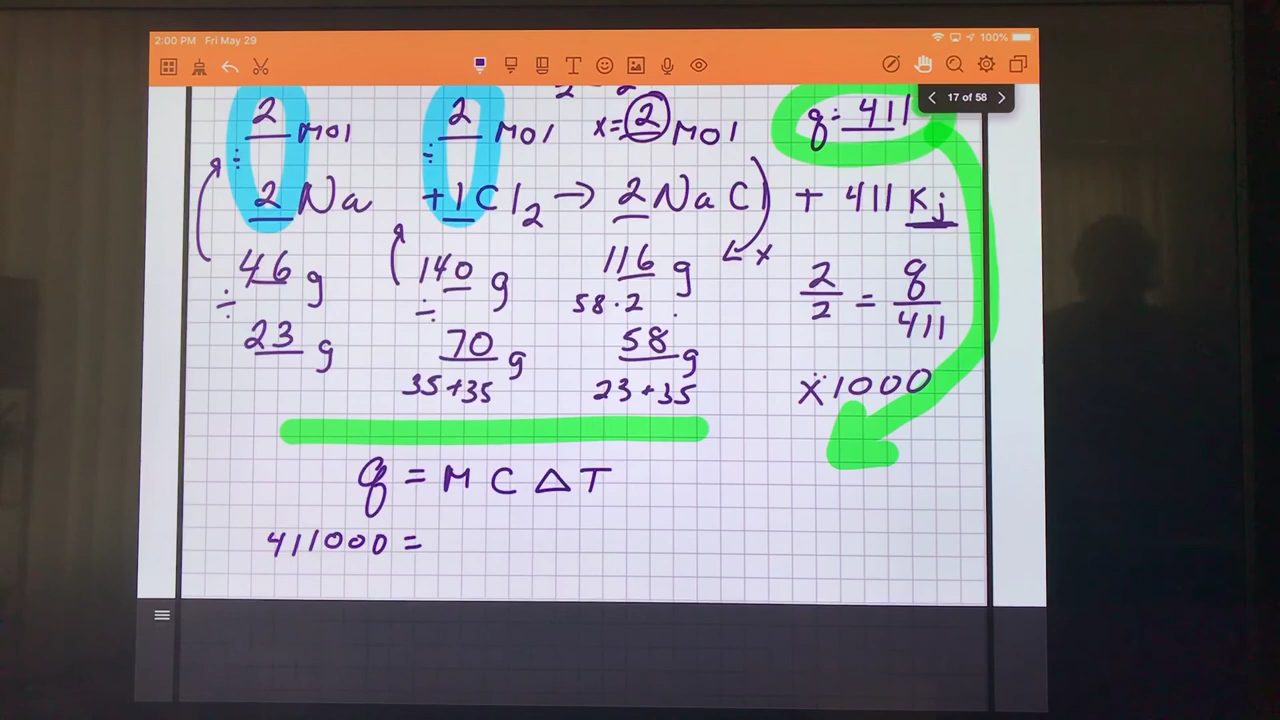 2:00 PM Fri May 29 100%
17 of 58
2 Mol 2 Mol x=2 Mol q=411
÷ ÷
2Na +1Cl₂ → 2NaCl + 411 Kj
46 g 140 g 116 g x
÷ ÷ 58·2 2/2 = q/411
23 g 70 g 58 g
35+35 23+35 x1000
q = M C Δ T
411000 =